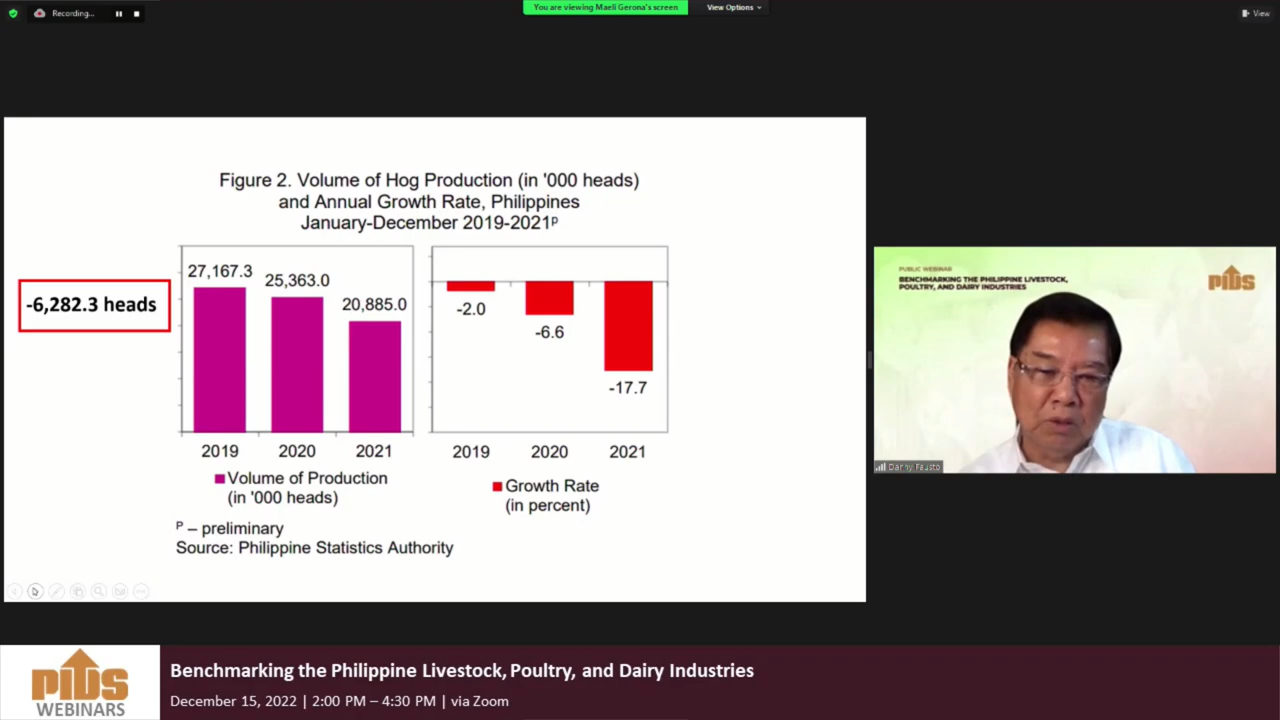 Recording...
You are viewing Maeli Gerona's screen
View Options
View
Figure 2. Volume of Hog Production (in '000 heads)
and Annual Growth Rate, Philippines
January-December 2019-2021ᵖ
-6,282.3 heads
27,167.3
25,363.0
20,885.0
2019
2020
2021
Volume of Production
(in '000 heads)
-2.0
-6.6
-17.7
2019
2020
2021
Growth Rate
(in percent)
ᴾ – preliminary
Source: Philippine Statistics Authority
PUBLIC WEBINAR
BENCHMARKING THE PHILIPPINE LIVESTOCK,
POULTRY, AND DAIRY INDUSTRIES
PIDS
Danny Fausto
PIDS
WEBINARS
Benchmarking the Philippine Livestock, Poultry, and Dairy Industries
December 15, 2022 | 2:00 PM – 4:30 PM | via Zoom